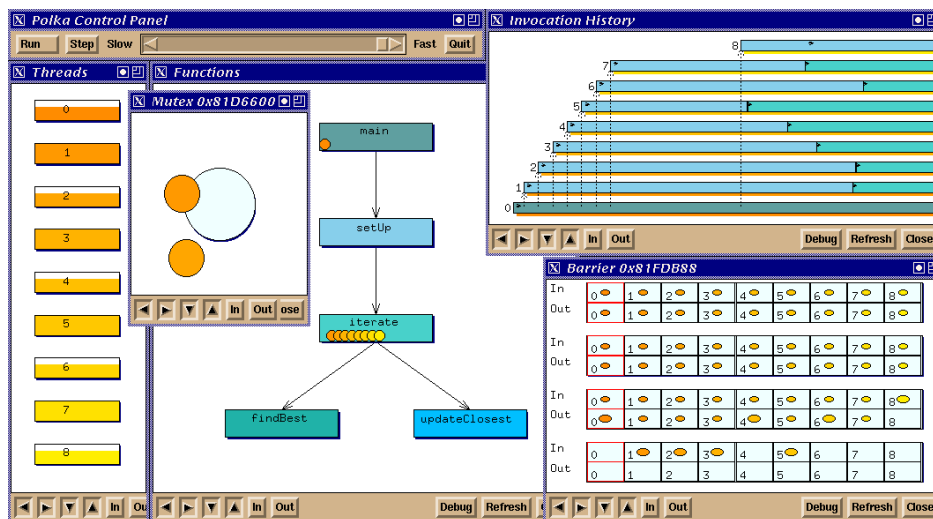 Polka Control Panel
Run Step Slow Fast Quit
Threads
0
1
2
3
4
5
6
7
8
In Ou
Functions
main
setUp
iterate
findBest
updateClosest
Debug Refresh C
Mutex 0x81D6600
In Out ose
Invocation History
8
7
6
5
4
3
2
1
0
In Out Debug Refresh Close
Barrier 0x81FDB88
In 0 1 2 3 4 5 6 7 8
Out 0 1 2 3 4 5 6 7 8
In 0 1 2 3 4 5 6 7 8
Out 0 1 2 3 4 5 6 7 8
In 0 1 2 3 4 5 6 7 8
Out 0 1 2 3 4 5 6 7 8
In 0 1 2 3 4 5 6 7 8
Out 0 1 2 3 4 5 6 7 8
In Out Debug Refresh Close